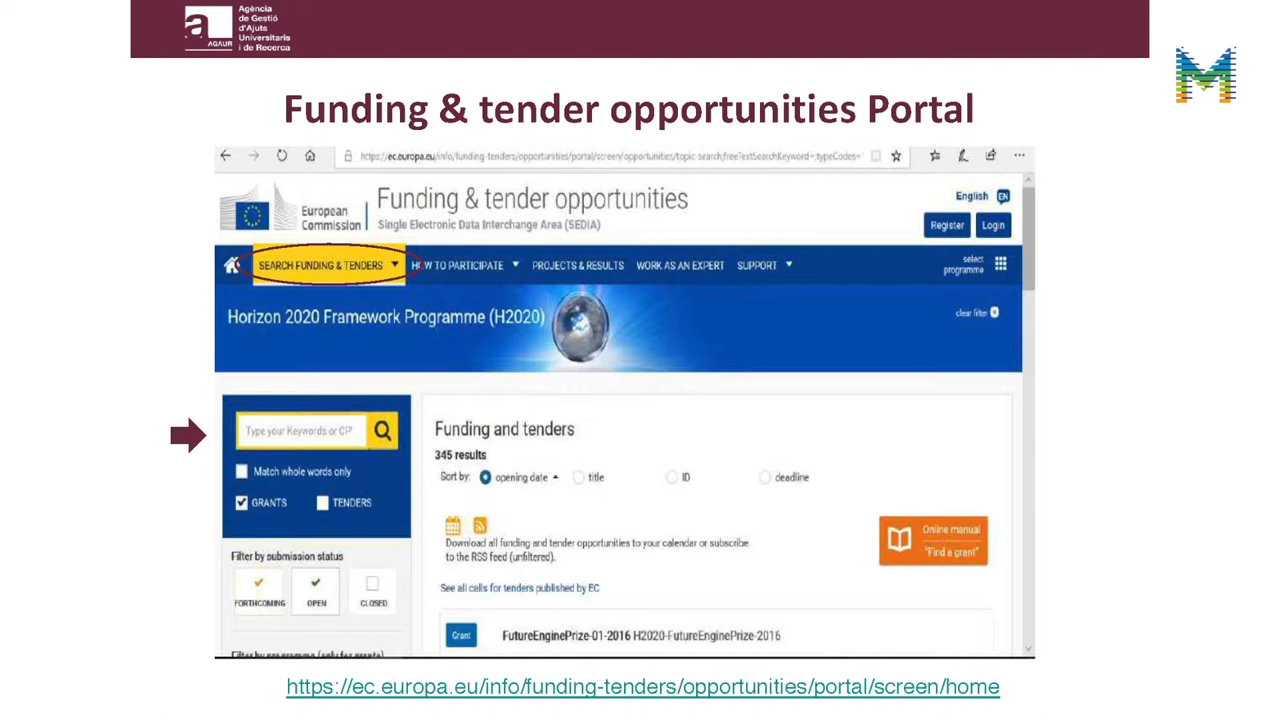 Agència
de Gestió
d'Ajuts
Universitaris
i de Recerca
AGAUR
Funding & tender opportunities Portal
https://ec.europa.eu/info/funding-tenders/opportunities/portal/screen/opportunities/topic-search;freeTextSearchKeyword=;typeCodes=
European
Commission
Funding & tender opportunities
Single Electronic Data Interchange Area (SEDIA)
English EN
Register Login
SEARCH FUNDING & TENDERS HOW TO PARTICIPATE PROJECTS & RESULTS WORK AS AN EXPERT SUPPORT
select
programme
Horizon 2020 Framework Programme (H2020)
clear filter
Type your Keywords or CP
Match whole words only
GRANTS TENDERS
Filter by submission status
FORTHCOMING OPEN CLOSED
Filter by programme (only for grants)
Funding and tenders
345 results
Sort by: opening date title ID deadline
Download all funding and tender opportunities to your calendar or subscribe
to the RSS feed (unfiltered).
Online manual
"Find a grant"
See all calls for tenders published by EC
Grant FutureEnginePrize-01-2016 H2020-FutureEnginePrize-2016
https://ec.europa.eu/info/funding-tenders/opportunities/portal/screen/home